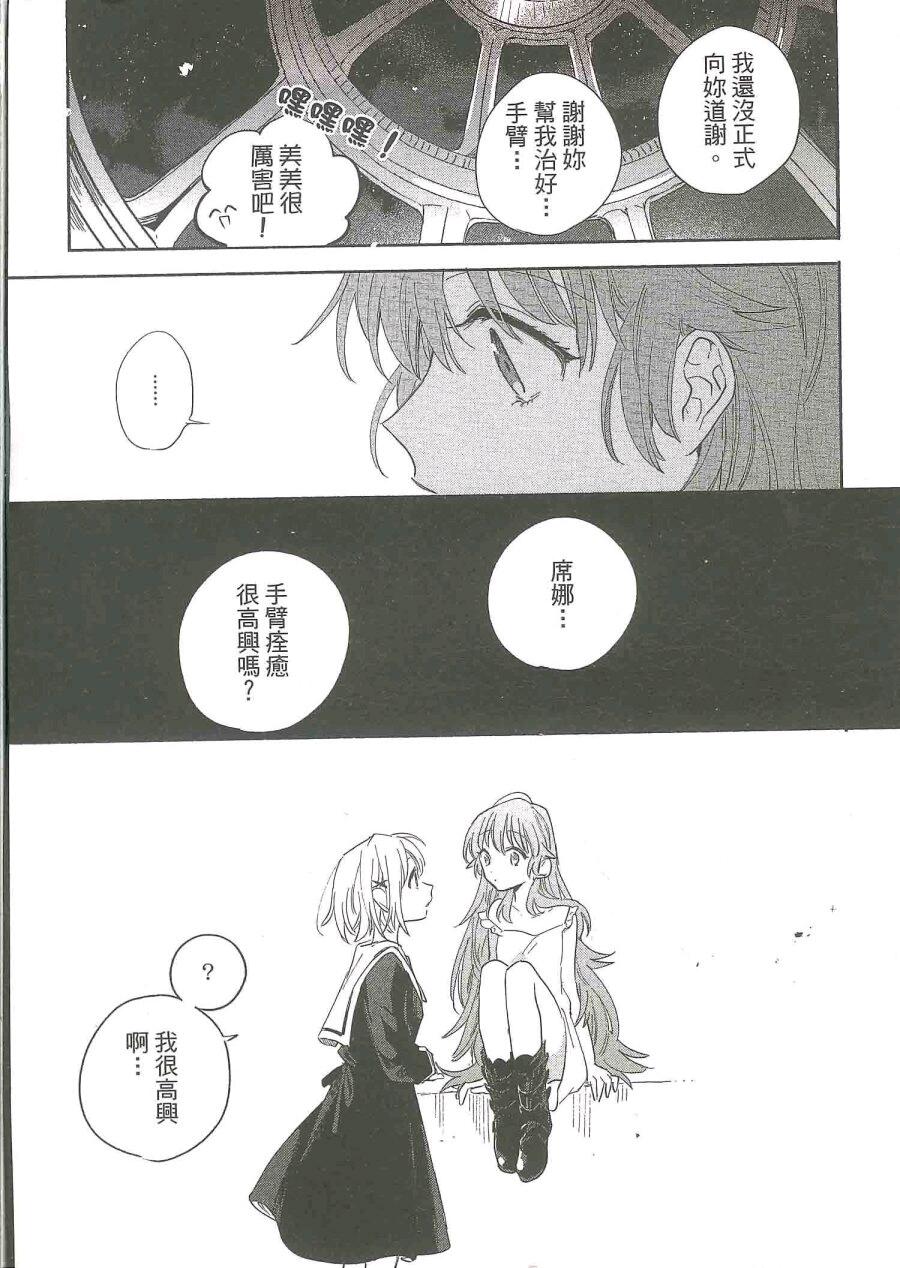 我還沒正式
向妳道謝。
謝謝妳
幫我治好…
手臂…
嘿嘿嘿！
美美很
厲害吧！
……
席娜…
手臂痊癒
很高興嗎？
？
我很高興
啊…